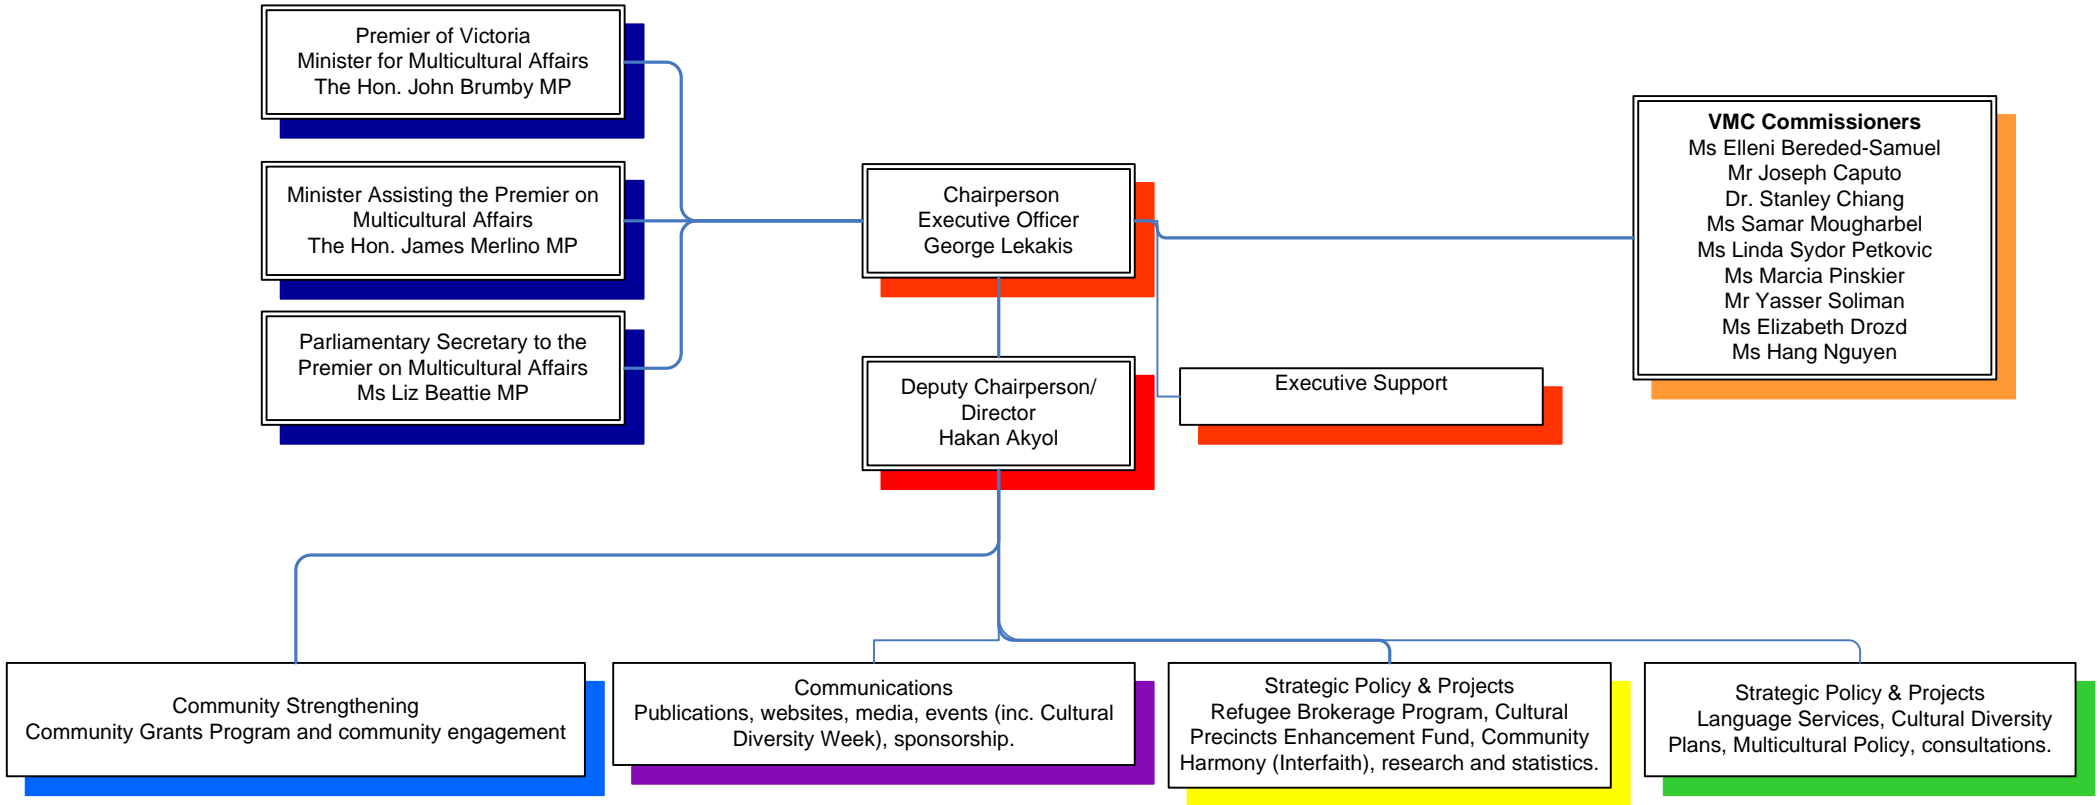 Premier of Victoria
Minister for Multicultural Affairs
The Hon. John Brumby MP
Minister Assisting the Premier on
Multicultural Affairs
The Hon. James Merlino MP
Parliamentary Secretary to the
Premier on Multicultural Affairs
Ms Liz Beattie MP
Chairperson
Executive Officer
George Lekakis
Deputy Chairperson/
Director
Hakan Akyol
Executive Support
VMC Commissioners
Ms Elleni Bereded-Samuel
Mr Joseph Caputo
Dr. Stanley Chiang
Ms Samar Mougharbel
Ms Linda Sydor Petkovic
Ms Marcia Pinskier
Mr Yasser Soliman
Ms Elizabeth Drozd
Ms Hang Nguyen
Community Strengthening
Community Grants Program and community engagement
Communications
Publications, websites, media, events (inc. Cultural
Diversity Week), sponsorship.
Strategic Policy & Projects
Refugee Brokerage Program, Cultural
Precincts Enhancement Fund, Community
Harmony (Interfaith), research and statistics.
Strategic Policy & Projects
Language Services, Cultural Diversity
Plans, Multicultural Policy, consultations.